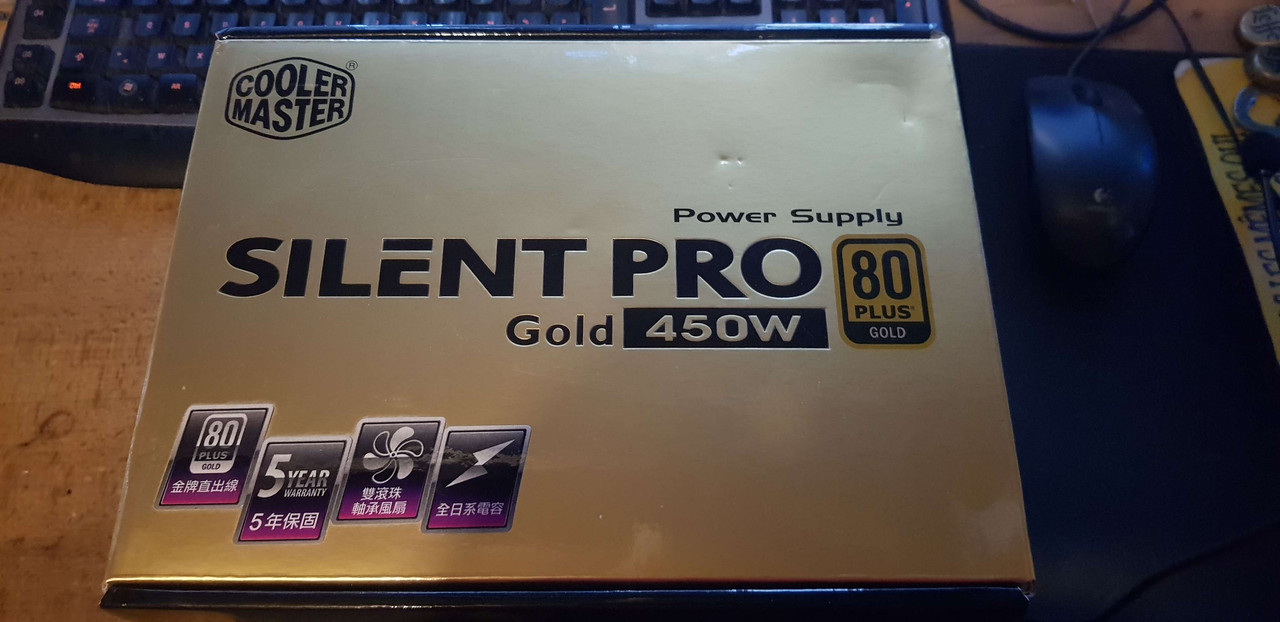 COOLER
MASTER
®
Power Supply
SILENT PRO
Gold 450W
80
PLUS
GOLD
80
PLUS
GOLD
金牌直出線
5 YEAR
WARRANTY
5年保固
雙滾珠
軸承風扇
全日系電容